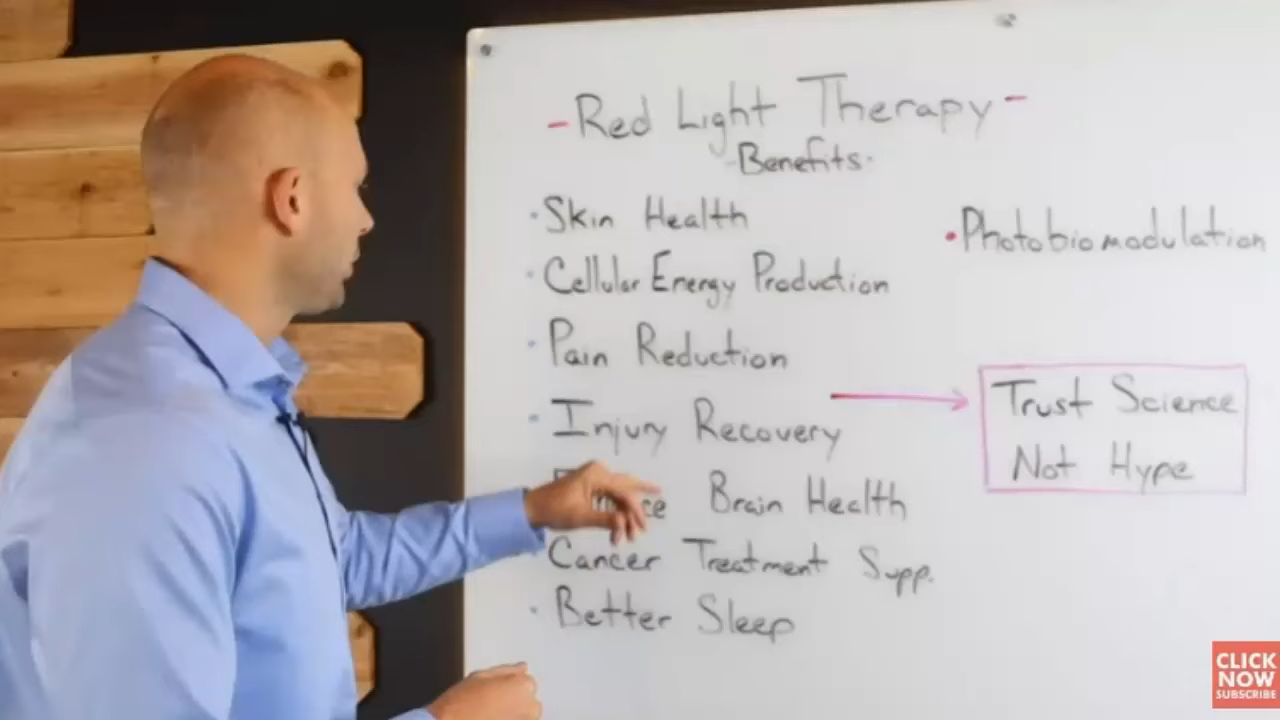 - Red Light Therapy -
- Benefits -
• Skin Health
• Cellular Energy Production
• Pain Reduction
• Injury Recovery
Brain Health
Cancer Treatment Supp.
• Better Sleep
• Photobiomodulation
Trust Science
Not Hype
CLICK
NOW
SUBSCRIBE